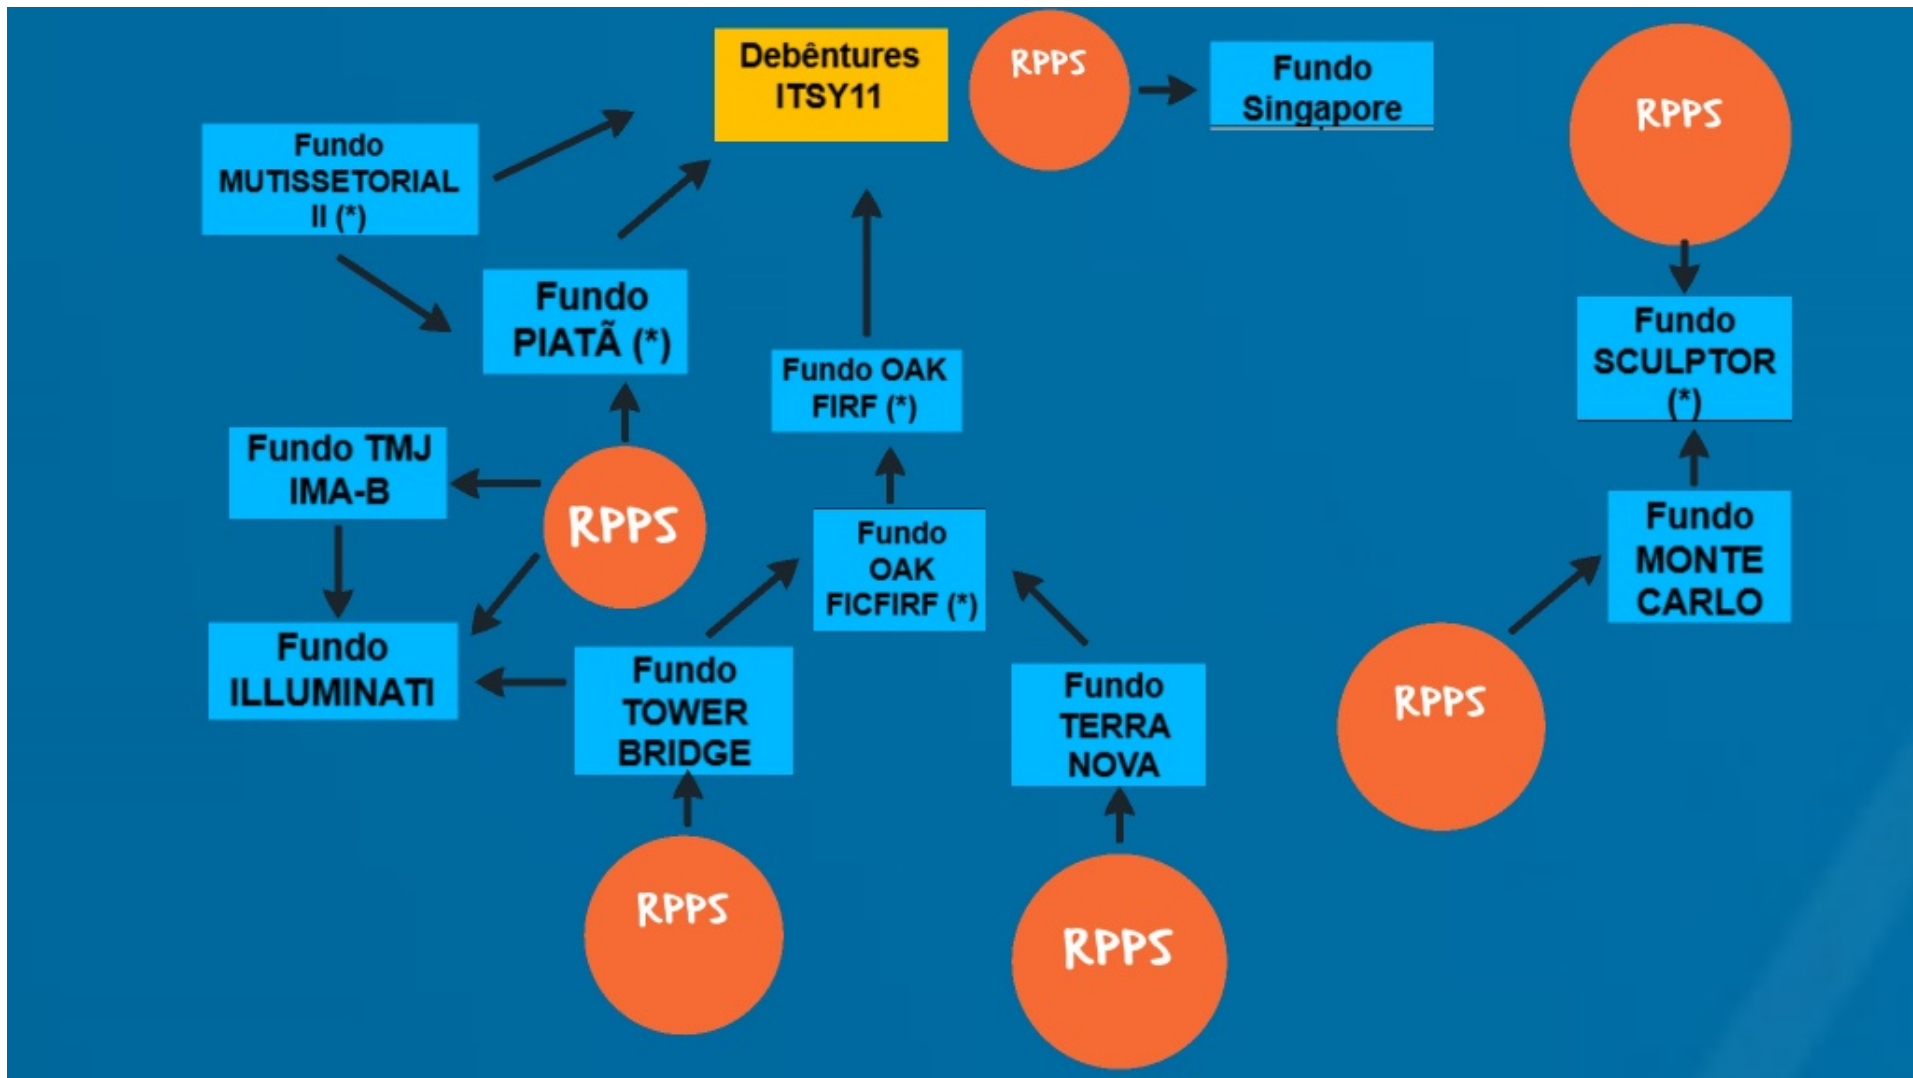 Debêntures
ITSY11
RPPS
Fundo
Singapore
RPPS
Fundo
MUTISSETORIAL
II (*)
Fundo
PIATÃ (*)
Fundo OAK
FIRF (*)
Fundo
SCULPTOR
(*)
Fundo TMJ
IMA-B
RPPS
Fundo
OAK
FICFIRF (*)
Fundo
MONTE
CARLO
Fundo
ILLUMINATI
Fundo
TOWER
BRIDGE
Fundo
TERRA
NOVA
RPPS
RPPS
RPPS